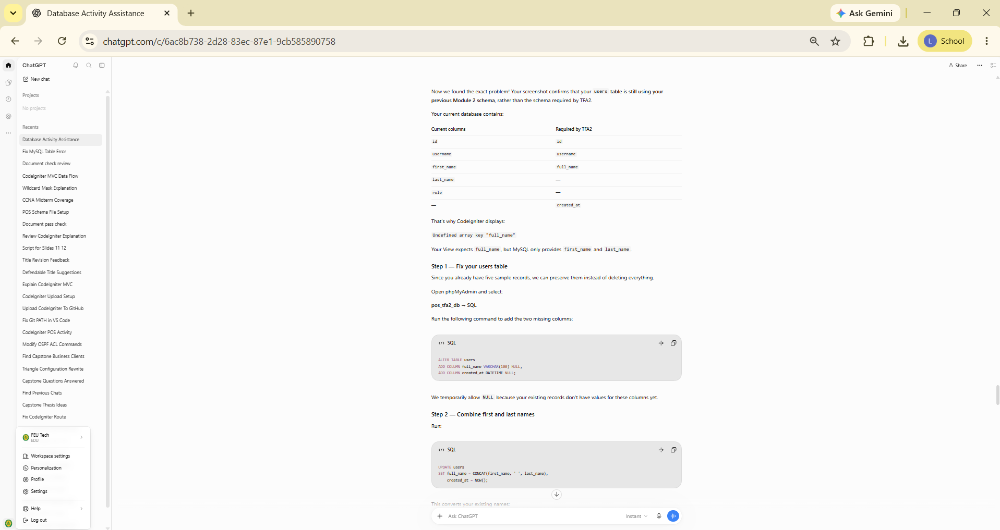 Database Activity Assistance
Ask Gemini
chatgpt.com/c/6ac8b738-2d28-83ec-87e1-9cb585890758
L School
ChatGPT
Share
New chat
Projects
No projects
Recents
Database Activity Assistance
Fix MySQL Table Error
Document check review
CodeIgniter MVC Data Flow
Wildcard Mask Explanation
CCNA Midterm Coverage
POS Schema File Setup
Document pass check
Review CodeIgniter Explanation
Script for Slides 11 12
Title Revision Feedback
Defendable Title Suggestions
Explain CodeIgniter MVC
CodeIgniter Upload Setup
Upload CodeIgniter To GitHub
Fix Git PATH in VS Code
CodeIgniter POS Activity
Modify OSPF ACL Commands
Find Capstone Business Clients
Triangle Configuration Rewrite
Capstone Questions Answered
Find Previous Chats
Capstone Thesis Ideas
Fix CodeIgniter Route
FEU Tech
EDU
Workspace settings
Personalization
Profile
Settings
Help
Log out
Now we found the exact problem! Your screenshot confirms that your users table is still using your
previous Module 2 schema, rather than the schema required by TFA2.
Your current database contains:
Current columns Required by TFA2
id id
username username
first_name full_name
last_name —
role —
— created_at
That's why CodeIgniter displays:
Undefined array key "full_name"
Your View expects full_name, but MySQL only provides first_name and last_name.
Step 1 — Fix your users table
Since you already have five sample records, we can preserve them instead of deleting everything.
Open phpMyAdmin and select:
pos_tfa2_db → SQL
Run the following command to add the two missing columns:
SQL
ALTER TABLE users
ADD COLUMN full_name VARCHAR(100) NULL,
ADD COLUMN created_at DATETIME NULL;
We temporarily allow NULL because your existing records don't have values for these columns yet.
Step 2 — Combine first and last names
Run:
SQL
UPDATE users
SET full_name = CONCAT(first_name, ' ', last_name),
created_at = NOW();
This converts your existing names:
Ask ChatGPT
Instant